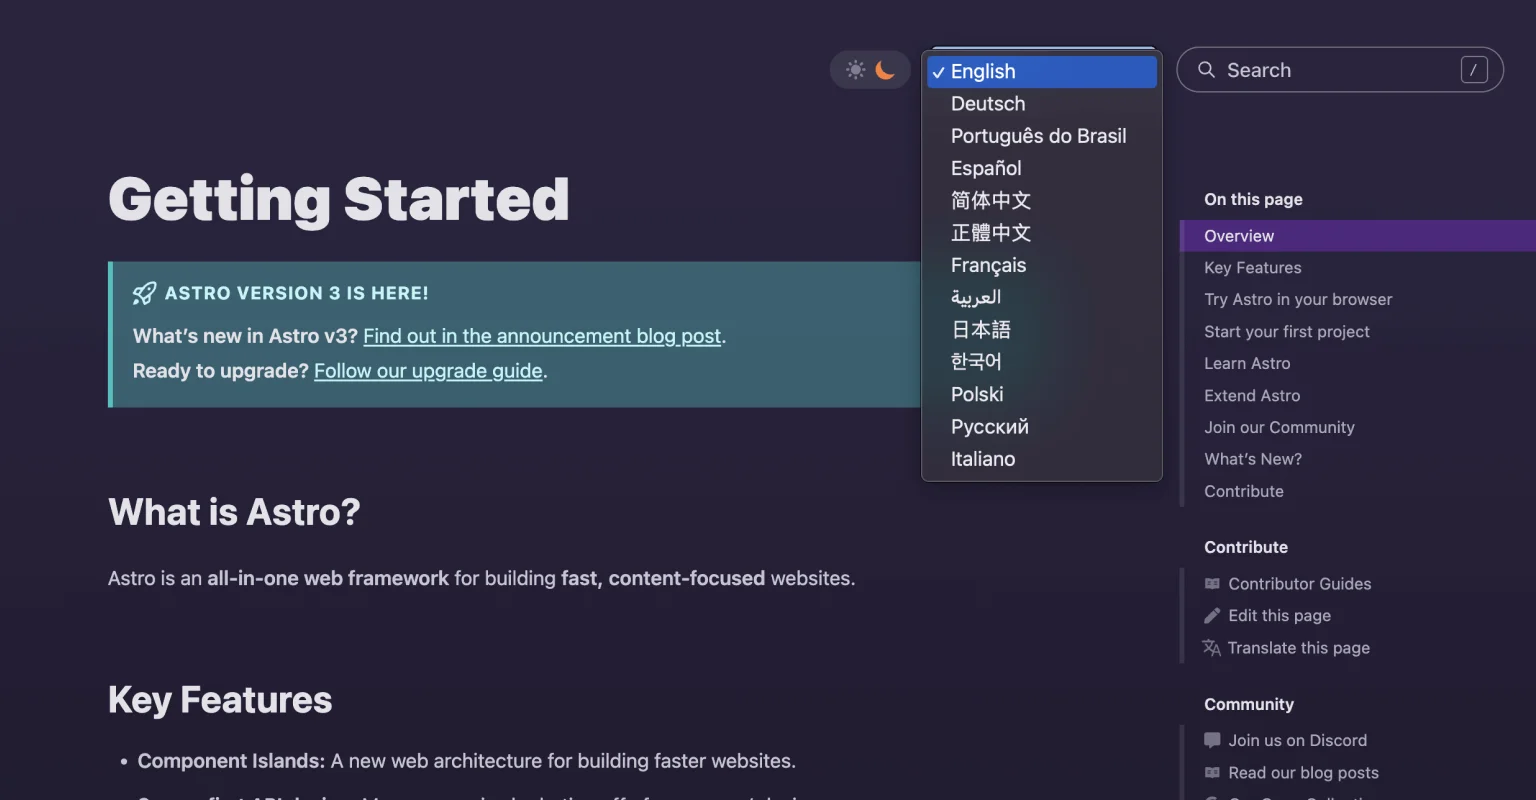 English
Deutsch
Português do Brasil
Español
简体中文
正體中文
Français
العربية
日本語
한국어
Polski
Русский
Italiano
Search /
Getting Started
ASTRO VERSION 3 IS HERE!
What’s new in Astro v3? Find out in the announcement blog post.
Ready to upgrade? Follow our upgrade guide.
What is Astro?
Astro is an all-in-one web framework for building fast, content-focused websites.
Key Features
• Component Islands: A new web architecture for building faster websites.
On this page
Overview
Key Features
Try Astro in your browser
Start your first project
Learn Astro
Extend Astro
Join our Community
What’s New?
Contribute
Contribute
Contributor Guides
Edit this page
Translate this page
Community
Join us on Discord
Read our blog posts